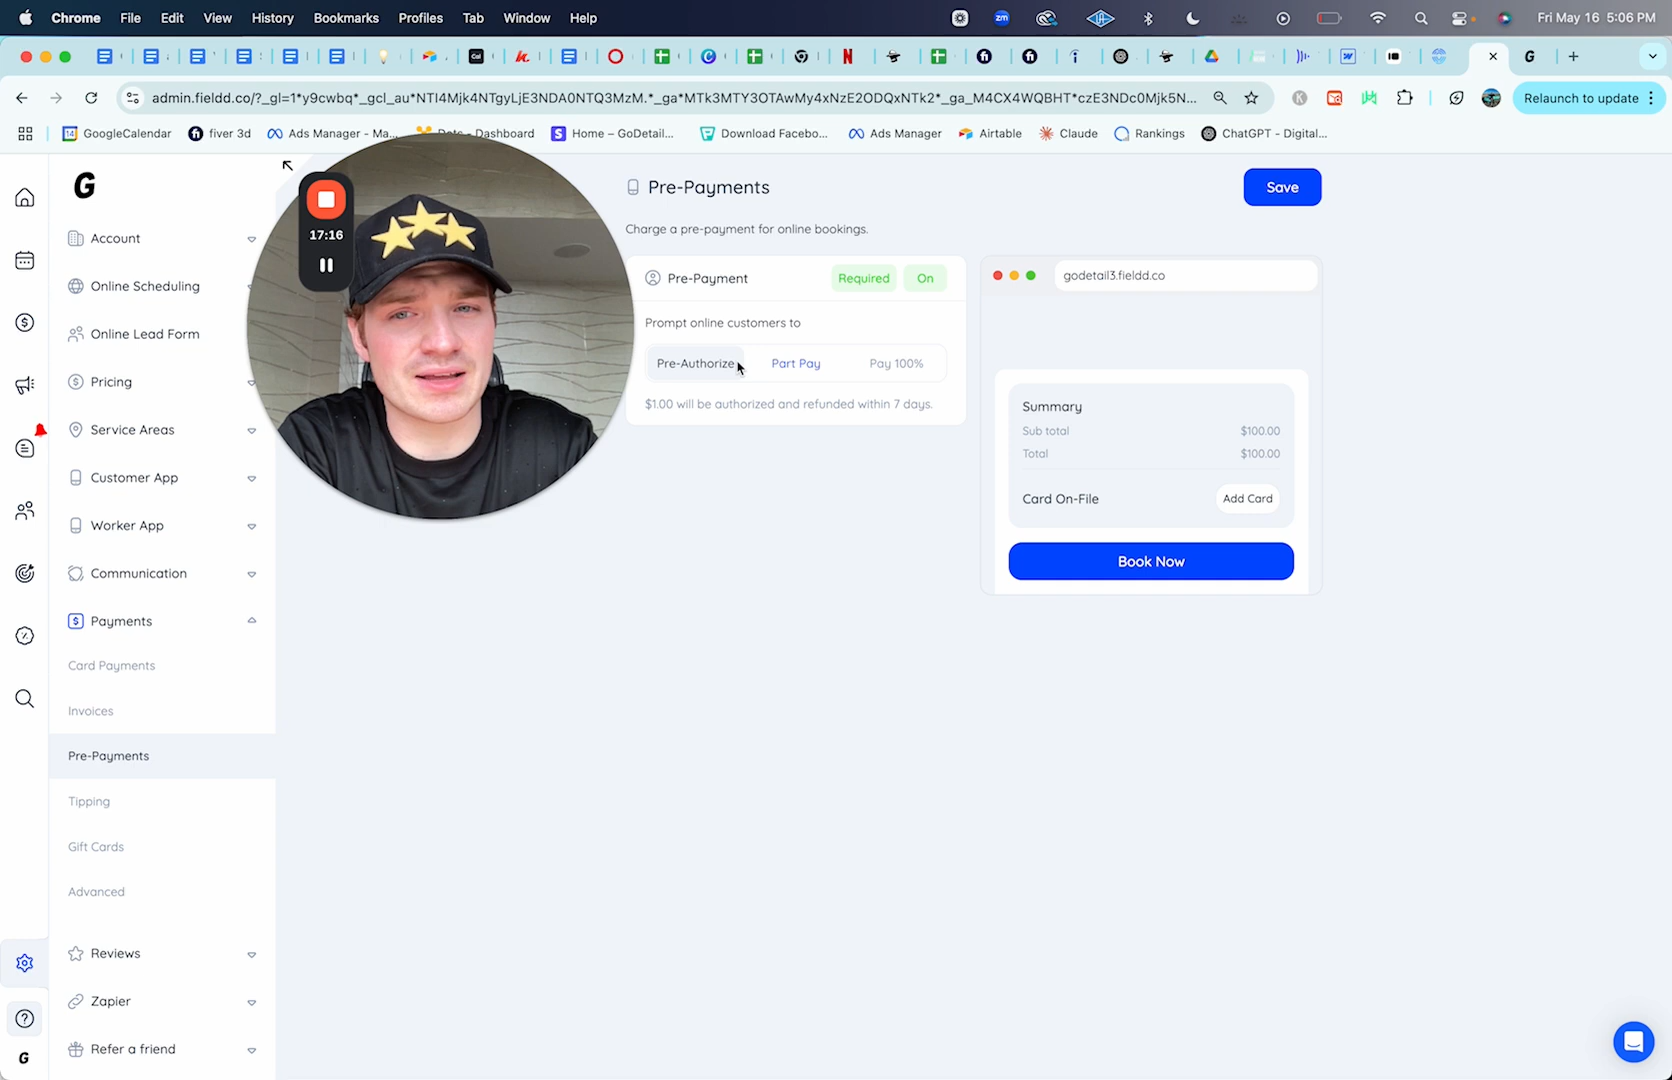 Chrome File Edit View History Bookmarks Profiles Tab Window Help
zm
Fri May 16 5:06 PM
admin.fieldd.co/?_gl=1*y9cwbq*_gcl_au*NTI4Mjk4NTgyLjE3NDA0NTQ3MzM.*_ga*MTk3MTY3OTAwMy4xNzE2ODQxNTk2*_ga_M4CX4WQBHT*czE3NDc0Mjk5N...
Relaunch to update
GoogleCalendar
fiver 3d
Ads Manager - Ma...
Dashboard
Home – GoDetail...
Download Facebo...
Ads Manager
Airtable
Claude
Rankings
ChatGPT - Digital...
G
Account
Online Scheduling
Online Lead Form
Pricing
Service Areas
Customer App
Worker App
Communication
Payments
Card Payments
Invoices
Pre-Payments
Tipping
Gift Cards
Advanced
Reviews
Zapier
Refer a friend
G
17:16
Pre-Payments
Save
Charge a pre-payment for online bookings.
Pre-Payment
Required
On
Prompt online customers to
Pre-Authorize
Part Pay
Pay 100%
$1.00 will be authorized and refunded within 7 days.
godetail3.fieldd.co
Summary
Sub total $100.00
Total $100.00
Card On-File
Add Card
Book Now